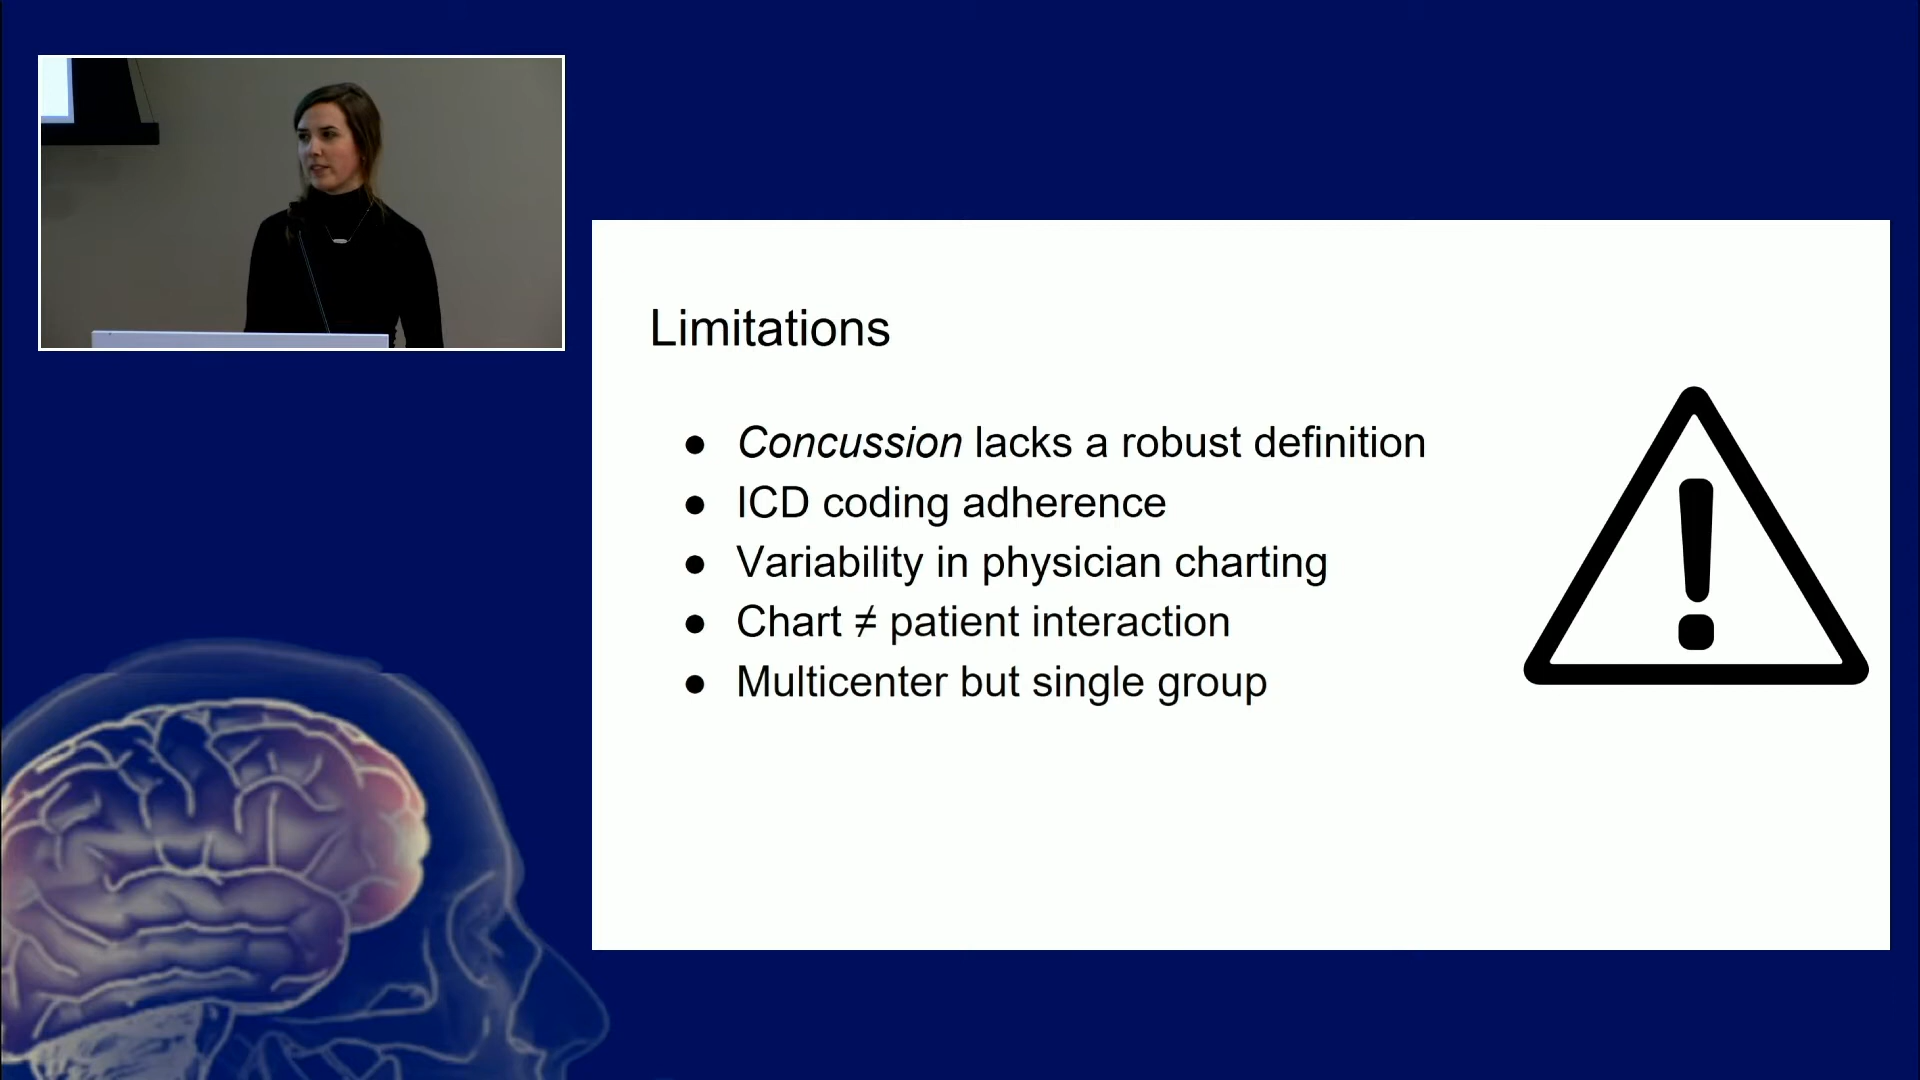 Limitations
● Concussion lacks a robust definition
● ICD coding adherence
● Variability in physician charting
● Chart ≠ patient interaction
● Multicenter but single group